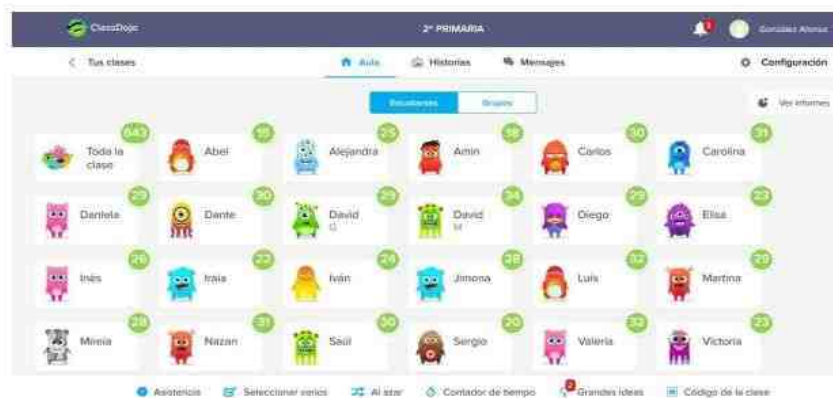 ClassDojo
2º PRIMARIA
3
González Alonso
Tus clases
Aula
Historias
Mensajes
Configuración
Estudiantes
Grupos
Ver informes
643
Toda la clase
15
Abel
25
Alejandra
18
Amin
30
Carlos
31
Carolina
29
Daniela
30
Dante
29
David
G
34
David
M
29
Diego
23
Elisa
26
Inés
Iraia
24
Iván
28
Jimona
32
Luis
29
Martina
28
Mireia
31
Nazan
30
Saúl
20
Sergio
32
Valeria
23
Victoria
Asistencia
Seleccionar varios
Al azar
Contador de tiempo
2
Grandes ideas
Código de la clase